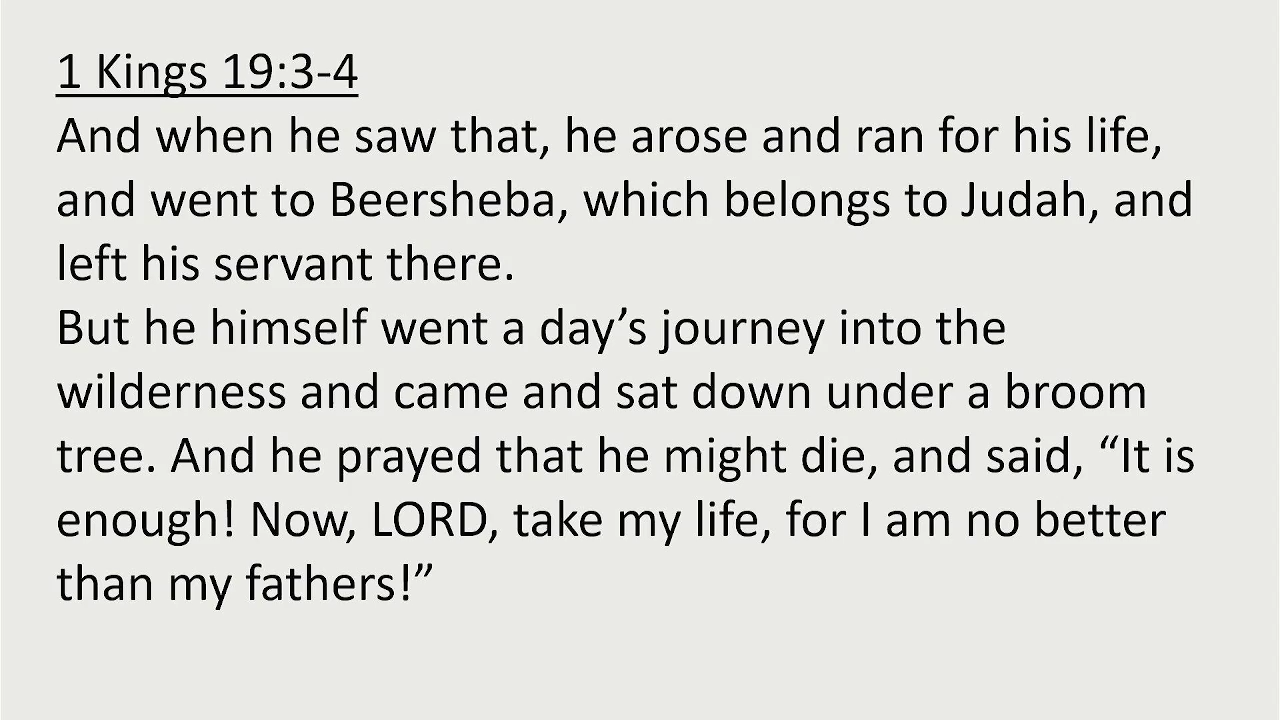 1 Kings 19:3-4
And when he saw that, he arose and ran for his life,
and went to Beersheba, which belongs to Judah, and
left his servant there.
But he himself went a day’s journey into the
wilderness and came and sat down under a broom
tree. And he prayed that he might die, and said, “It is
enough! Now, LORD, take my life, for I am no better
than my fathers!”